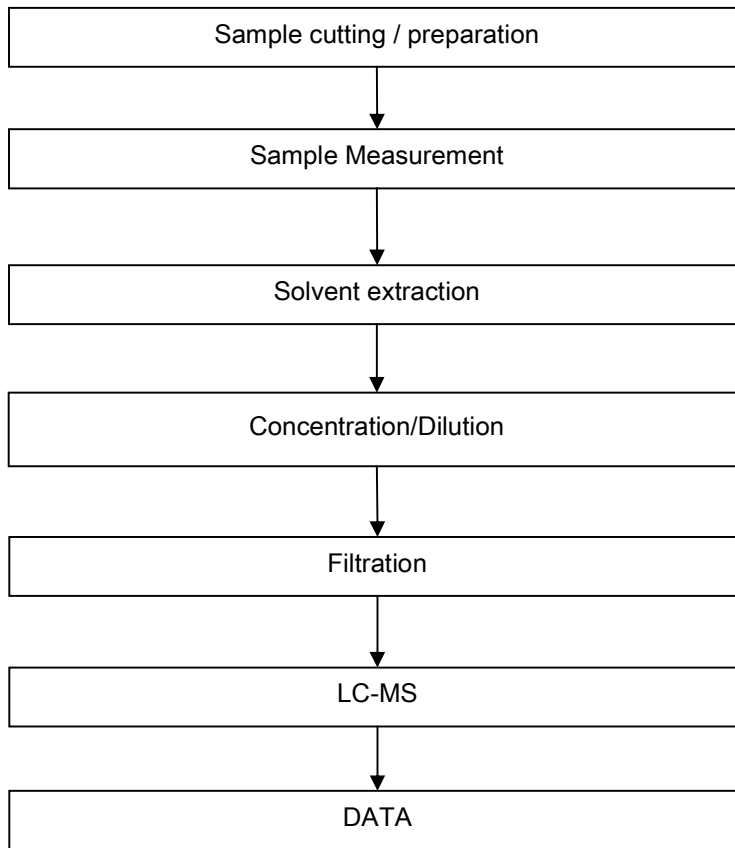 Sample cutting / preparation
Sample Measurement
Solvent extraction
Concentration/Dilution
Filtration
LC-MS
DATA